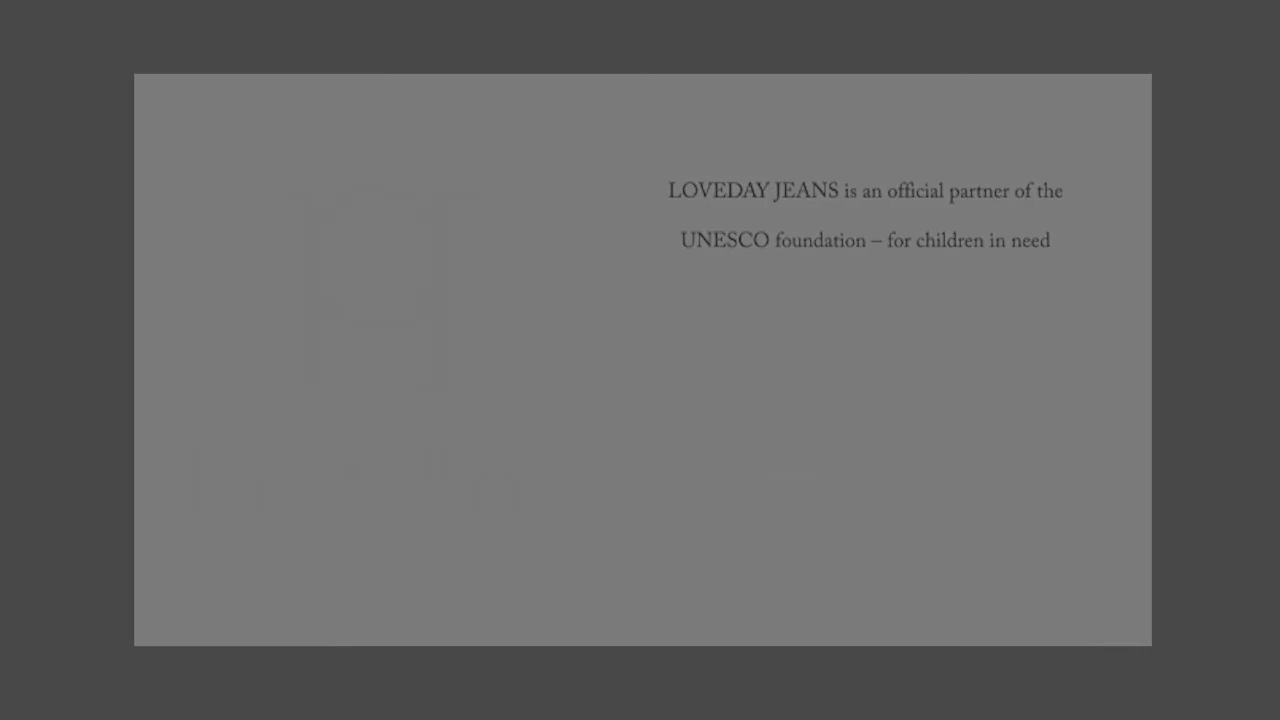 LOVEDAY JEANS is an official partner of the
UNESCO foundation – for children in need